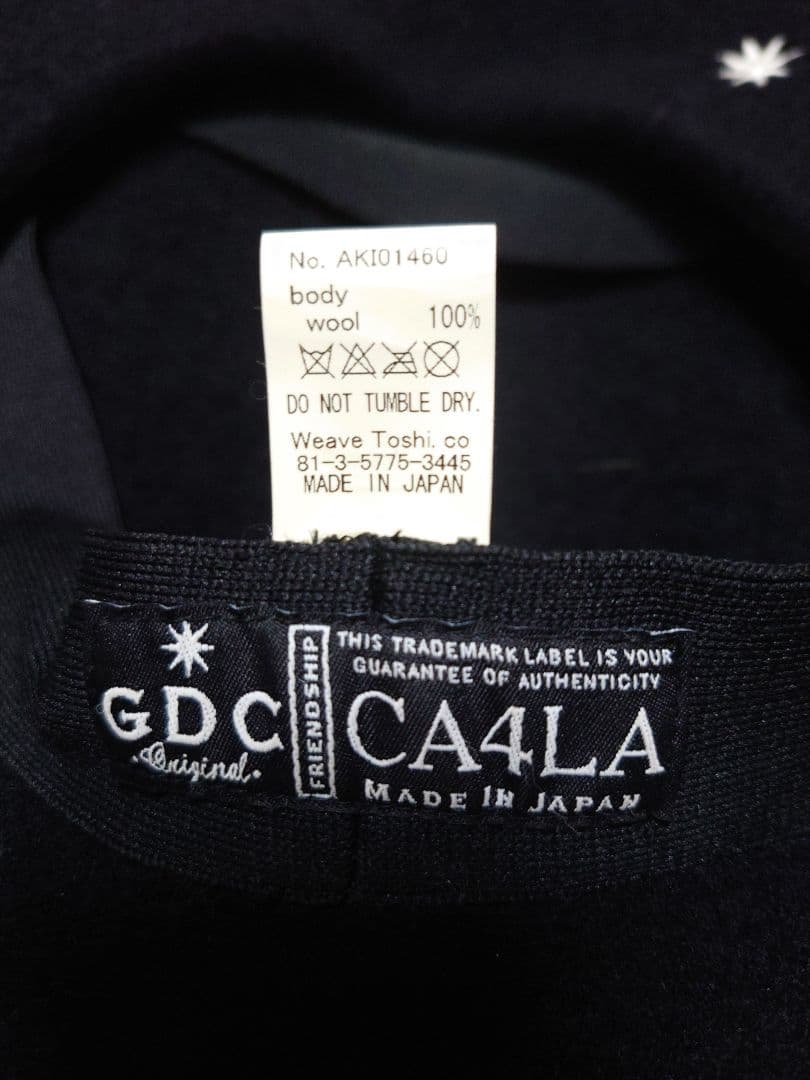 No. AKI01460
body
wool 100%
DO NOT TUMBLE DRY.
Weave Toshi. co
81-3-5775-3445
MADE IN JAPAN
GDC
Original.
FRIENDSHIP
THIS TRADEMARK LABEL IS YOUR
GUARANTEE OF AUTHENTICITY
CA4LA
MADE IN JAPAN